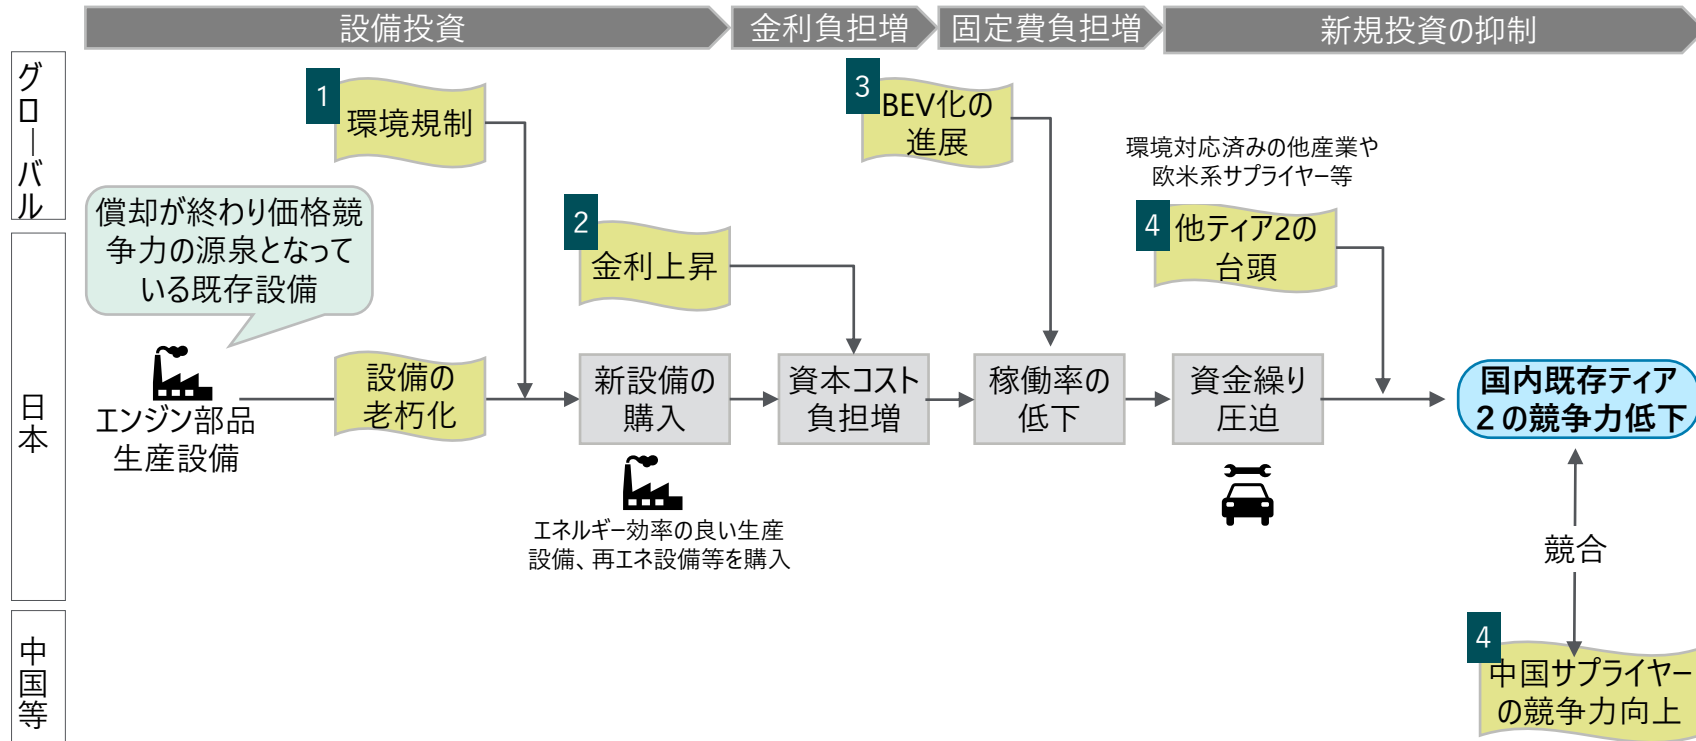 設備投資
金利負担増
固定費負担増
新規投資の抑制
グローバル
1
環境規制
3
BEV化の
進展
環境対応済みの他産業や
欧米系サプライヤー等
4
他ティア2の
台頭
日本
償却が終わり価格競
争力の源泉となって
いる既存設備
2
金利上昇
エンジン部品
生産設備
設備の
老朽化
新設備の
購入
エネルギー効率の良い生産
設備、再エネ設備等を購入
資本コスト
負担増
稼働率の
低下
資金繰り
圧迫
国内既存ティア
2の競争力低下
競合
中国等
4
中国サプライヤー
の競争力向上